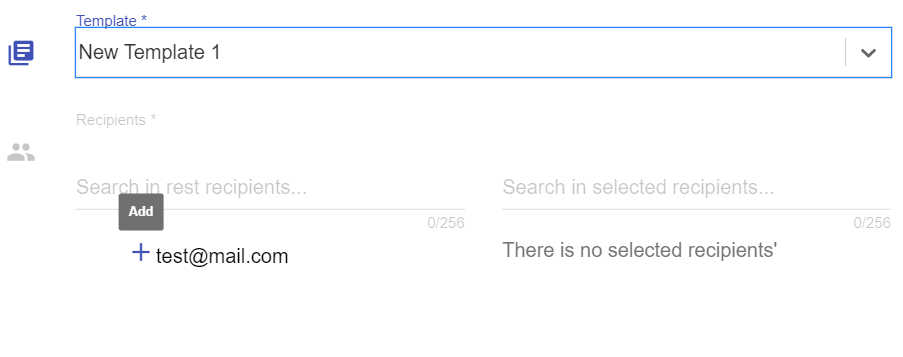 Template *
New Template 1
Recipients *
Search in rest recipients...
Search in selected recipients...
Add
0/256
0/256
test@mail.com
There is no selected recipients'